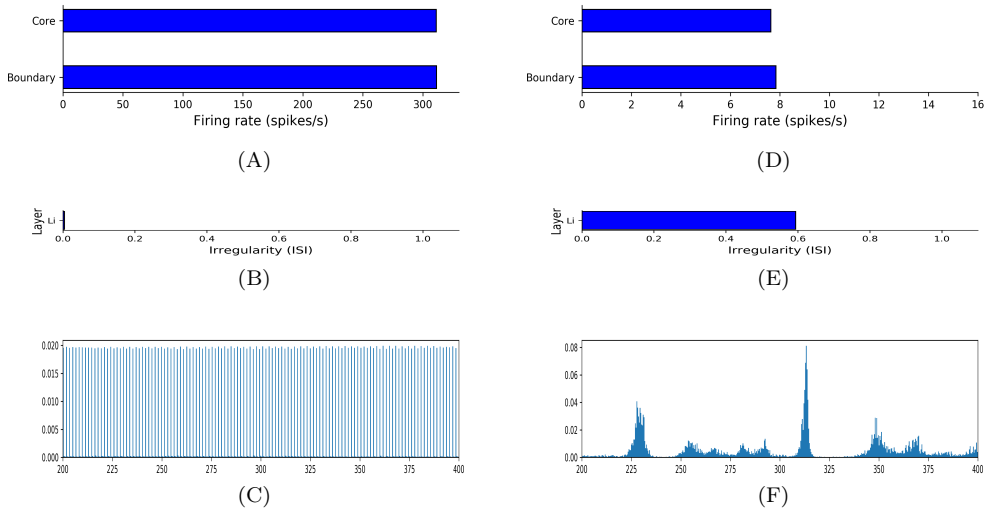 Core
Boundary
0 50 100 150 200 250 300
Firing rate (spikes/s)
(A)
Core
Boundary
0 2 4 6 8 10 12 14 16
Firing rate (spikes/s)
(D)
Layer
Li
0.0 0.2 0.4 0.6 0.8 1.0
Irregularity (ISI)
(B)
Layer
Li
0.0 0.2 0.4 0.6 0.8 1.0
Irregularity (ISI)
(E)
0.020
0.015
0.010
0.005
0.000
200 225 250 275 300 325 350 375 400
(C)
0.08
0.06
0.04
0.02
0.00
200 225 250 275 300 325 350 375 400
(F)